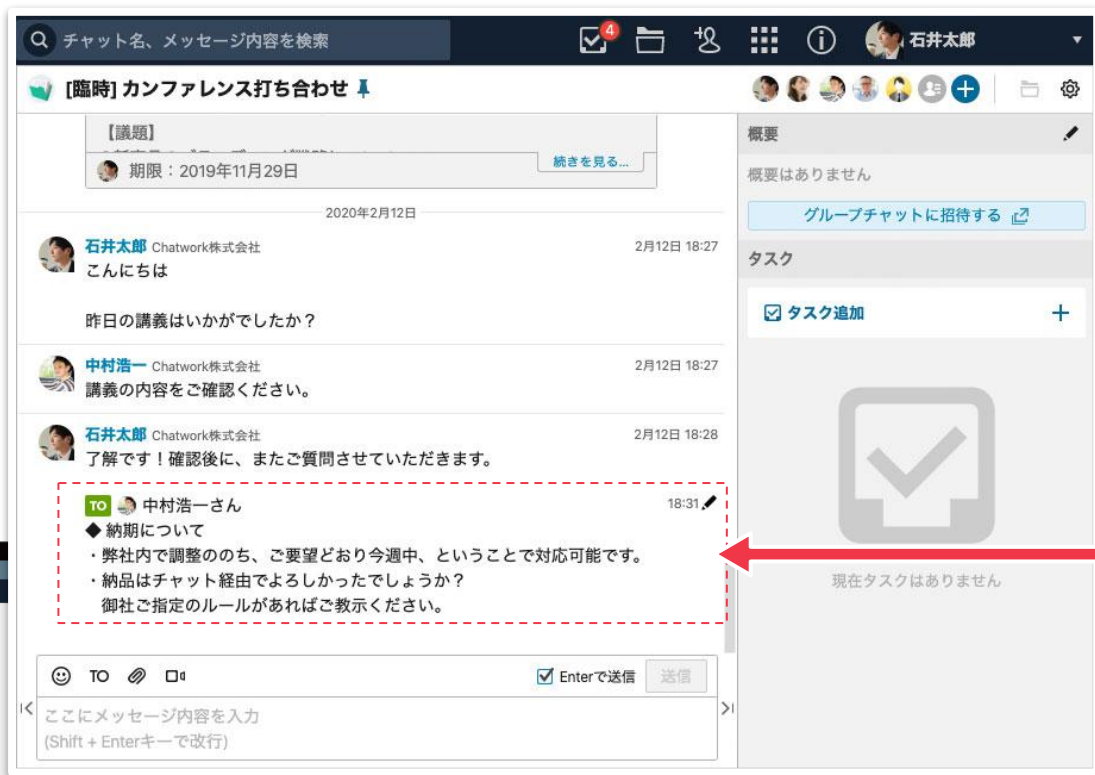 チャット名、メッセージ内容を検索
4
石井太郎
[臨時] カンファレンス打ち合わせ
【議題】
期限：2019年11月29日
続きを見る...
2020年2月12日
石井太郎 Chatwork株式会社 2月12日 18:27
こんにちは
昨日の講義はいかがでしたか？
中村浩一 Chatwork株式会社 2月12日 18:27
講義の内容をご確認ください。
石井太郎 Chatwork株式会社 2月12日 18:28
了解です！確認後に、またご質問させていただきます。
TO 中村浩一さん 18:31
◆ 納期について
・弊社内で調整ののち、ご要望どおり今週中、ということで対応可能です。
・納品はチャット経由でよろしかったでしょうか？
御社ご指定のルールがあればご教示ください。
TO
Enterで送信 送信
ここにメッセージ内容を入力
(Shift + Enterキーで改行)
概要
概要はありません
グループチャットに招待する
タスク
タスク追加
現在タスクはありません